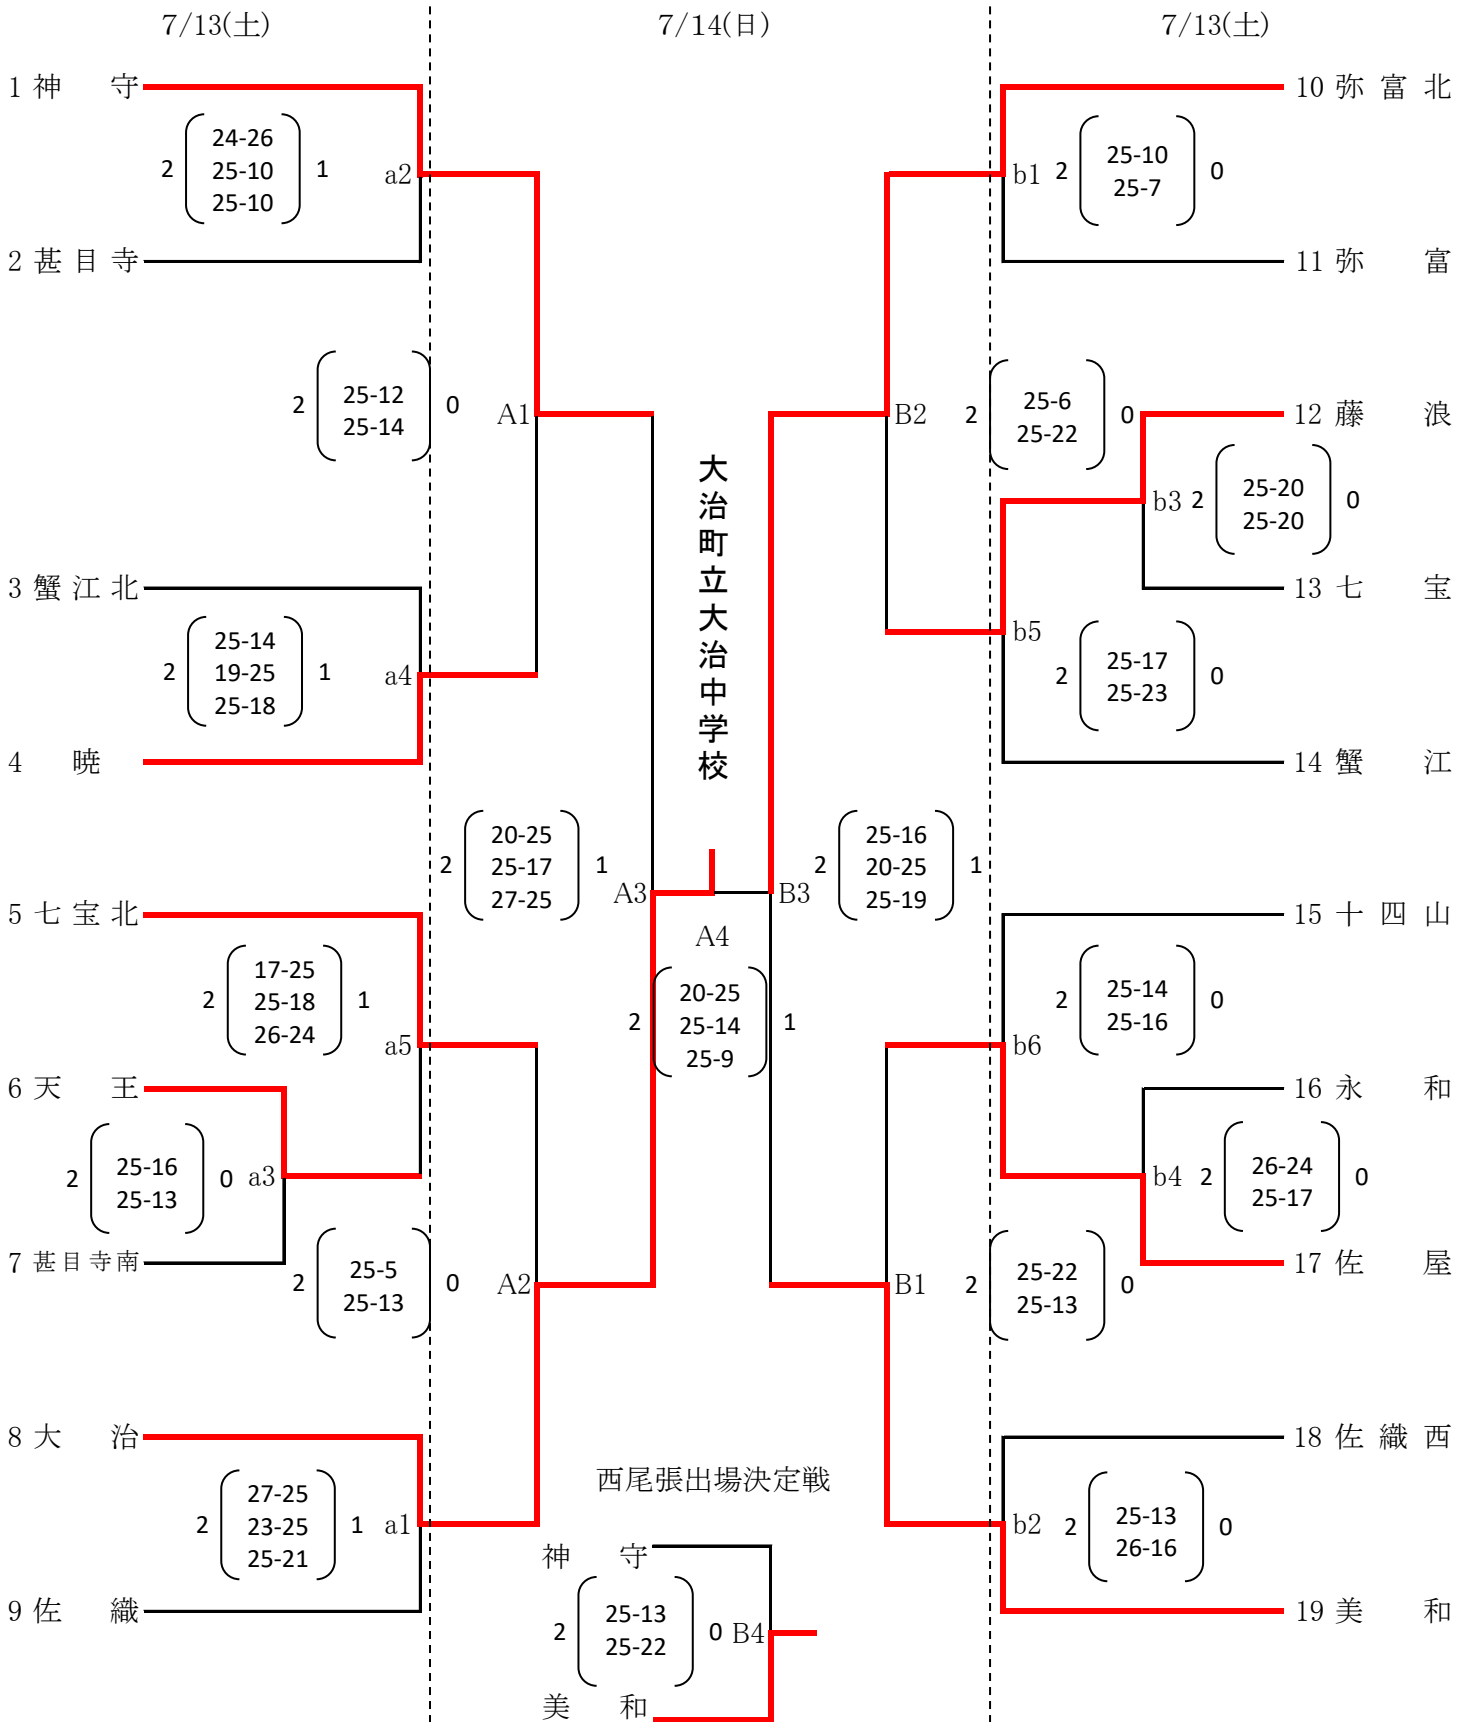 7/13(土) 7/14(日) 7/13(土)
1 神 守
2 ( 24-26 25-10 25-10 ) 1 a2
2 甚目寺
2 ( 25-12 25-14 ) 0 A1
3 蟹江北
2 ( 25-14 19-25 25-18 ) 1 a4
4 暁
2 ( 20-25 25-17 27-25 ) 1 A3
5 七宝北
2 ( 17-25 25-18 26-24 ) 1 a5
6 天 王
2 ( 25-16 25-13 ) 0 a3
7 甚目寺南
2 ( 25-5 25-13 ) 0 A2
8 大 治
2 ( 27-25 23-25 25-21 ) 1 a1
9 佐 織
大治町立大治中学校
A4
2 ( 20-25 25-14 25-9 ) 1
西尾張出場決定戦
神 守
2 ( 25-13 25-22 ) 0 B4
美 和
10 弥富北
b1 2 ( 25-10 25-7 ) 0
11 弥 富
B2 2 ( 25-6 25-22 ) 0
12 藤 浪
b3 2 ( 25-20 25-20 ) 0
13 七 宝
b5 2 ( 25-17 25-23 ) 0
14 蟹 江
B3 2 ( 25-16 20-25 25-19 ) 1
15 十四山
b6 2 ( 25-14 25-16 ) 0
16 永 和
b4 2 ( 26-24 25-17 ) 0
17 佐 屋
B1 2 ( 25-22 25-13 ) 0
18 佐織西
b2 2 ( 25-13 26-16 ) 0
19 美 和